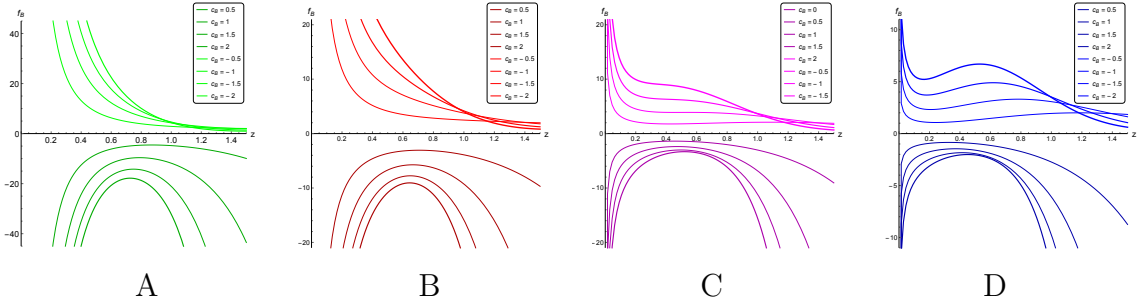 f_B
c_B = 0.5
c_B = 1
c_B = 1.5
c_B = 2
c_B = - 0.5
c_B = - 1
c_B = - 1.5
c_B = - 2
40
20
0
-20
-40
0.2 0.4 0.6 0.8 1.0 1.2 1.4 z
A
f_B
c_B = 0.5
c_B = 1
c_B = 1.5
c_B = 2
c_B = - 0.5
c_B = - 1
c_B = - 1.5
c_B = - 2
20
10
0
-10
-20
0.2 0.4 0.6 0.8 1.0 1.2 1.4 z
B
f_B
c_B = 0
c_B = 0.5
c_B = 1
c_B = 1.5
c_B = 2
c_B = - 0.5
c_B = - 1
c_B = - 1.5
20
10
0
-10
-20
0.2 0.4 0.6 0.8 1.0 1.2 1.4 z
C
f_B
c_B = 0.5
c_B = 1
c_B = 1.5
c_B = 2
c_B = - 0.5
c_B = - 1
c_B = - 1.5
c_B = - 2
10
5
0
-5
-10
0.2 0.4 0.6 0.8 1.0 1.2 1.4 z
D